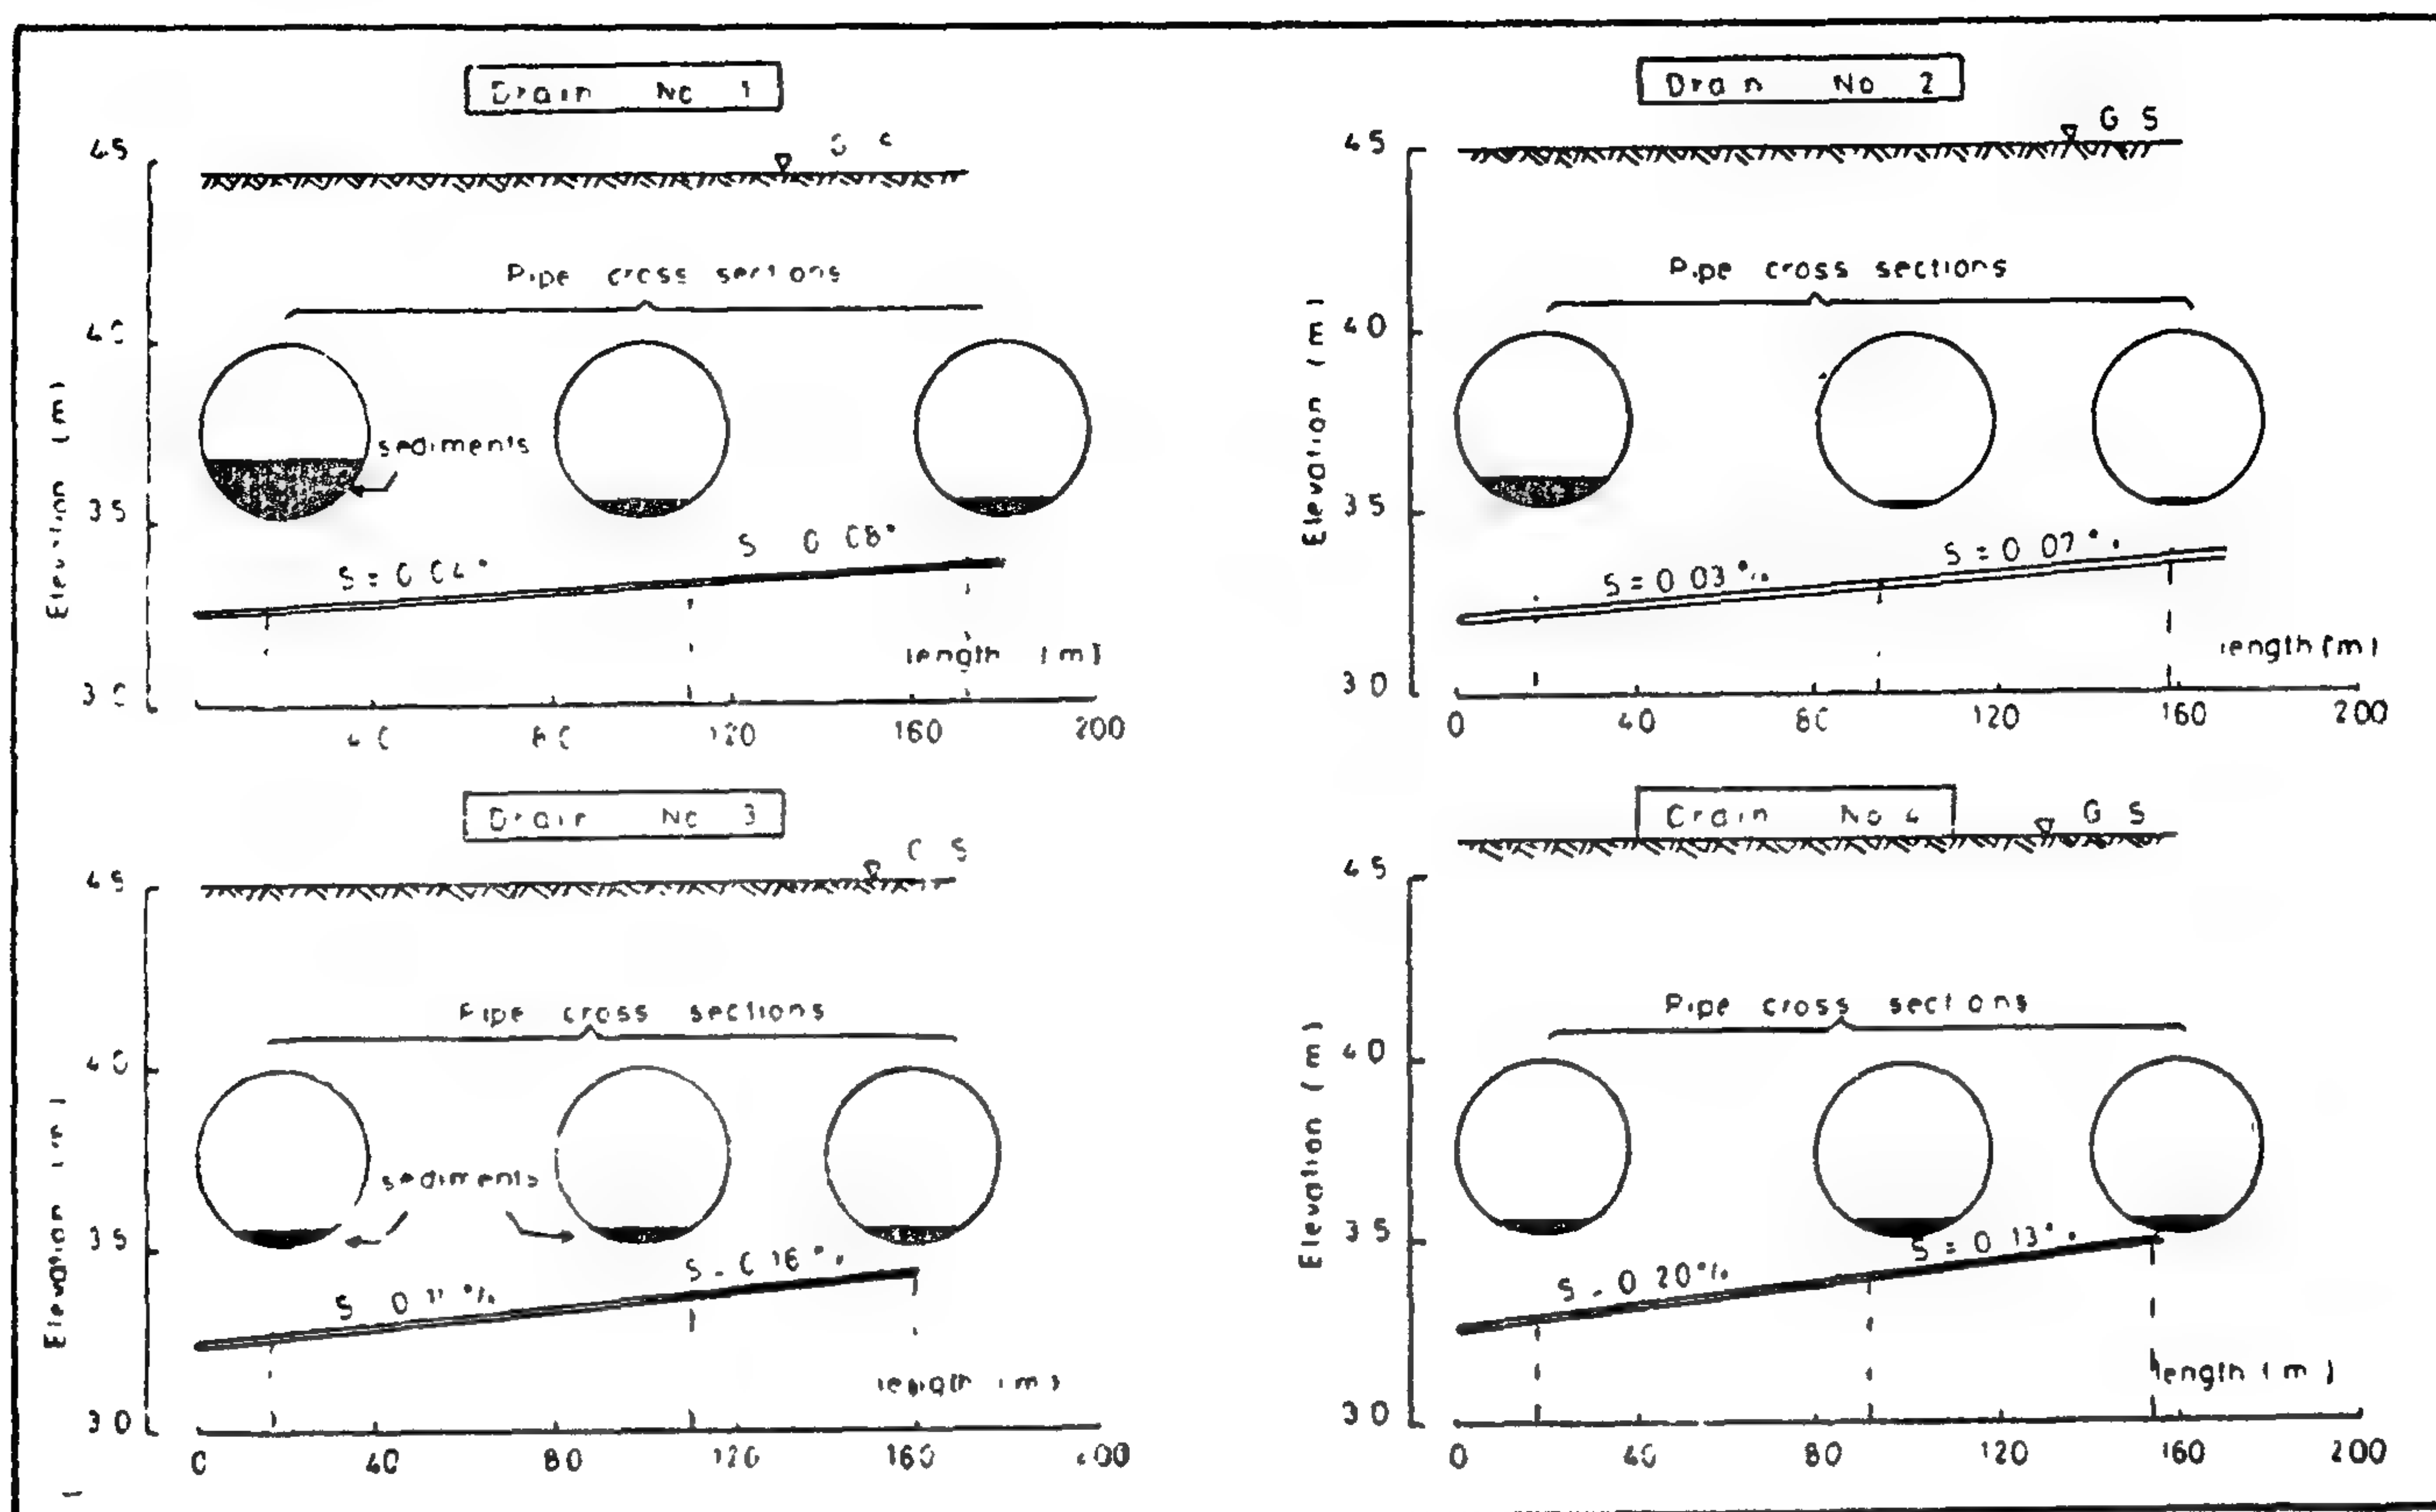 Drain No 1
4 5
G S
Pipe cross sections
4 0
sediments
Elevation (m)
3 5
S = 0 04
S 0 08
length (m)
3 0
40 80 120 160 200
Drain No 2
4 5
G S
Pipe cross sections
4 0
Elevation (m)
3 5
S = 0 03 %
S = 0 07 %
length (m)
3 0
0 40 80 120 160 200
Drain No 3
4 5
G S
Pipe cross sections
4 0
sediments
Elevation (m)
3 5
S 0 11 %
S - 0 16 %
length (m)
3 0
0 40 80 120 160 200
Drain No 4
G S
4 5
Pipe cross sections
4 0
Elevation (m)
3 5
S - 0 20 %
S = 0 13 %
length (m)
3 0
0 40 80 120 160 200